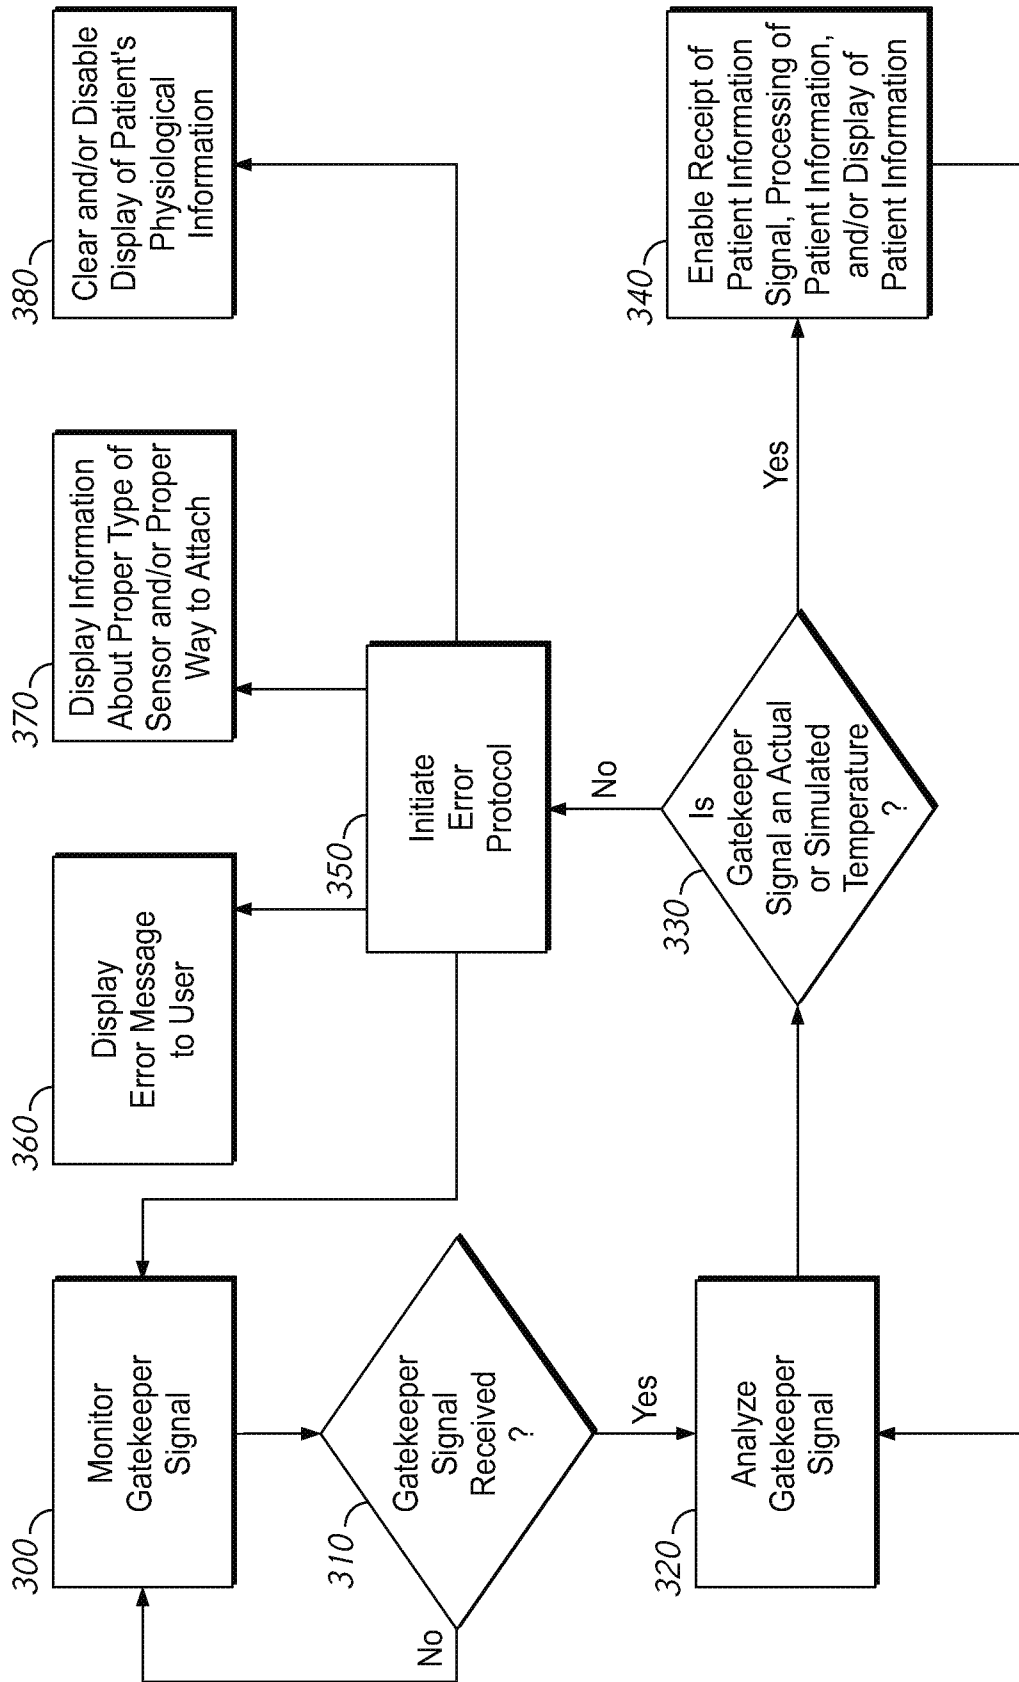 300
Monitor
Gatekeeper
Signal
310
Gatekeeper
Signal
Received
?
No
Yes
320
Analyze
Gatekeeper
Signal
330
Is
Gatekeeper
Signal an Actual
or Simulated
Temperature
?
Yes
No
340
Enable Receipt of
Patient Information
Signal, Processing of
Patient Information,
and/or Display of
Patient Information
350
Initiate
Error
Protocol
360
Display
Error Message
to User
370
Display Information
About Proper Type of
Sensor and/or Proper
Way to Attach
380
Clear and/or Disable
Display of Patient's
Physiological
Information